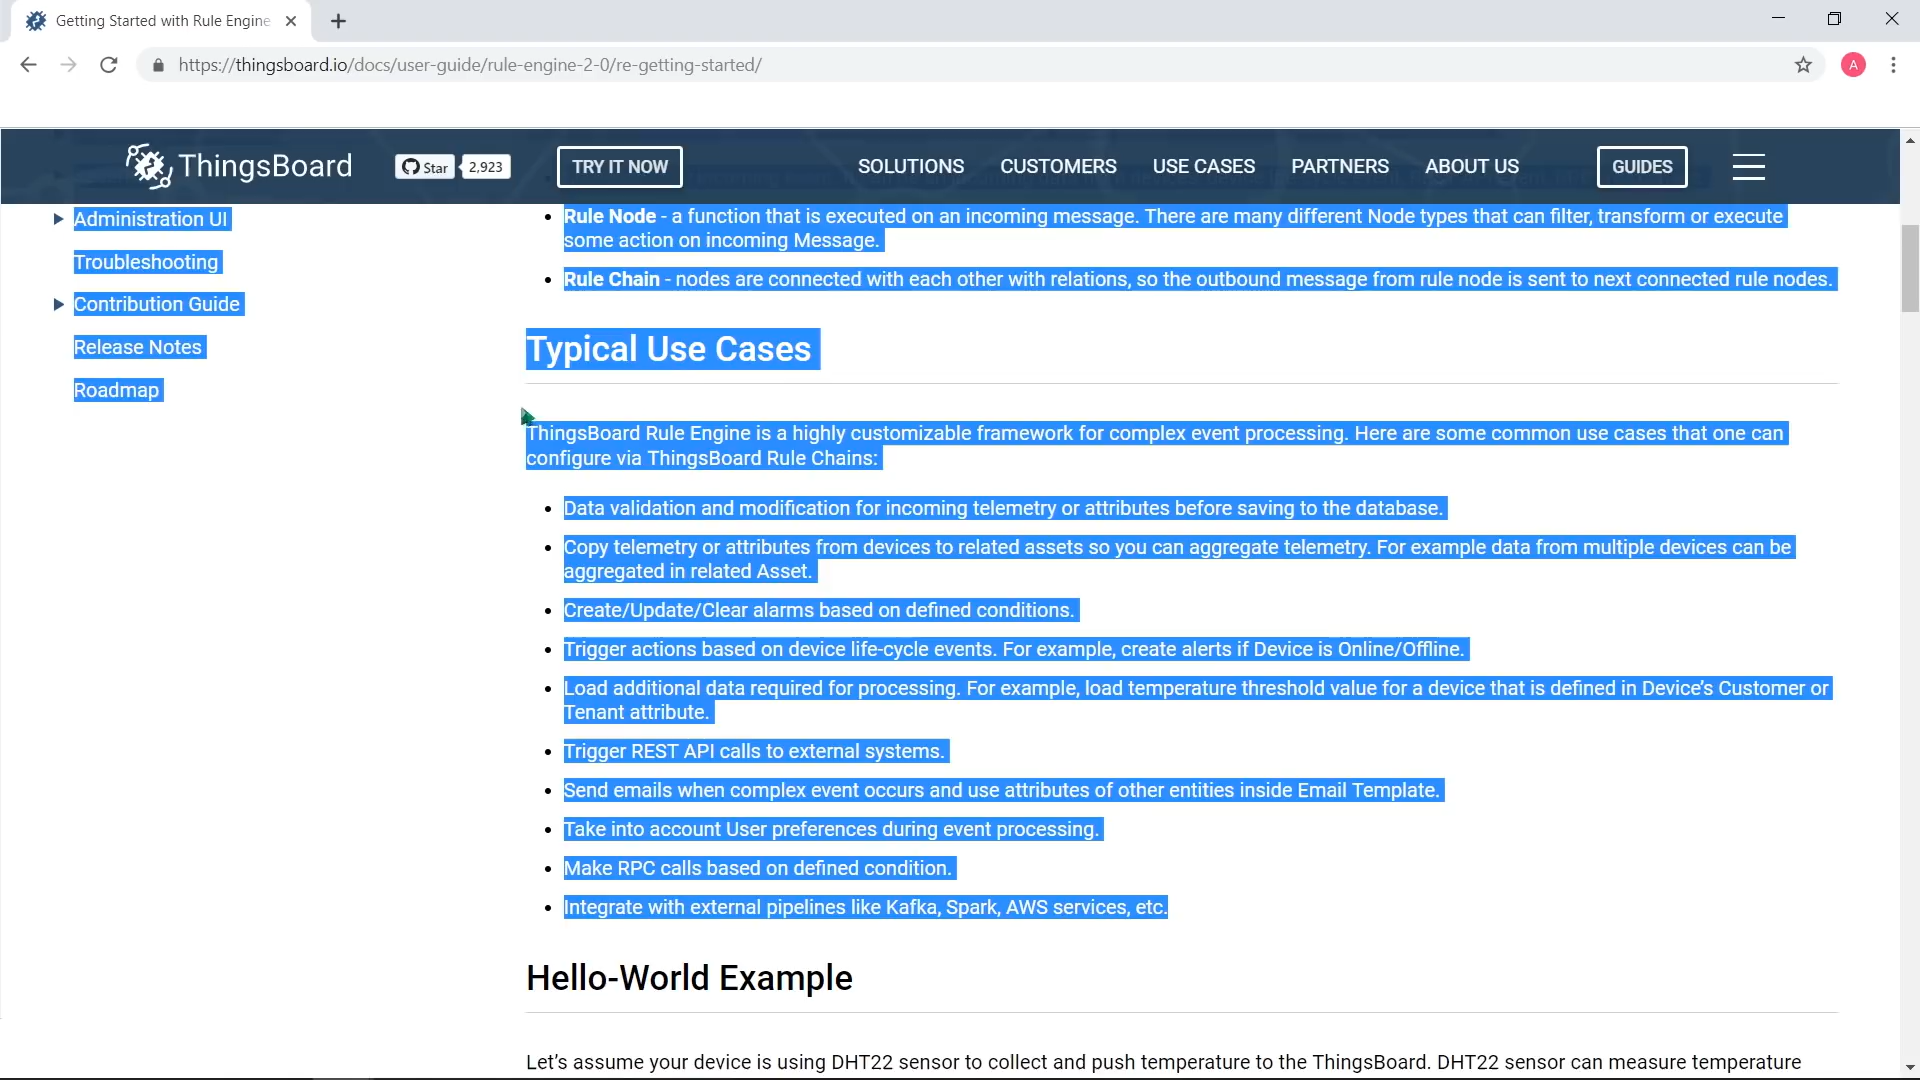 Getting Started with Rule Engine
https://thingsboard.io/docs/user-guide/rule-engine-2-0/re-getting-started/
A
ThingsBoard
Star
2,923
TRY IT NOW
SOLUTIONS
CUSTOMERS
USE CASES
PARTNERS
ABOUT US
GUIDES
Administration UI
Troubleshooting
Contribution Guide
Release Notes
Roadmap
Rule Node - a function that is executed on an incoming message. There are many different Node types that can filter, transform or execute
some action on incoming Message.
Rule Chain - nodes are connected with each other with relations, so the outbound message from rule node is sent to next connected rule nodes.
Typical Use Cases
ThingsBoard Rule Engine is a highly customizable framework for complex event processing. Here are some common use cases that one can
configure via ThingsBoard Rule Chains:
Data validation and modification for incoming telemetry or attributes before saving to the database.
Copy telemetry or attributes from devices to related assets so you can aggregate telemetry. For example data from multiple devices can be
aggregated in related Asset.
Create/Update/Clear alarms based on defined conditions.
Trigger actions based on device life-cycle events. For example, create alerts if Device is Online/Offline.
Load additional data required for processing. For example, load temperature threshold value for a device that is defined in Device's Customer or
Tenant attribute.
Trigger REST API calls to external systems.
Send emails when complex event occurs and use attributes of other entities inside Email Template.
Take into account User preferences during event processing.
Make RPC calls based on defined condition.
Integrate with external pipelines like Kafka, Spark, AWS services, etc.
Hello-World Example
Let's assume your device is using DHT22 sensor to collect and push temperature to the ThingsBoard. DHT22 sensor can measure temperature